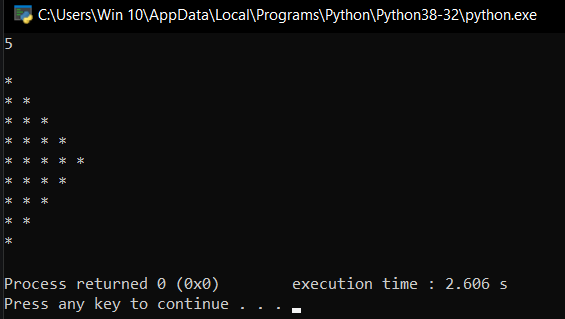 C:\Users\Win 10\AppData\Local\Programs\Python\Python38-32\python.exe
5
*
* *
* * *
* * * *
* * * * *
* * * *
* * *
* *
*
Process returned 0 (0x0)        execution time : 2.606 s
Press any key to continue . . .